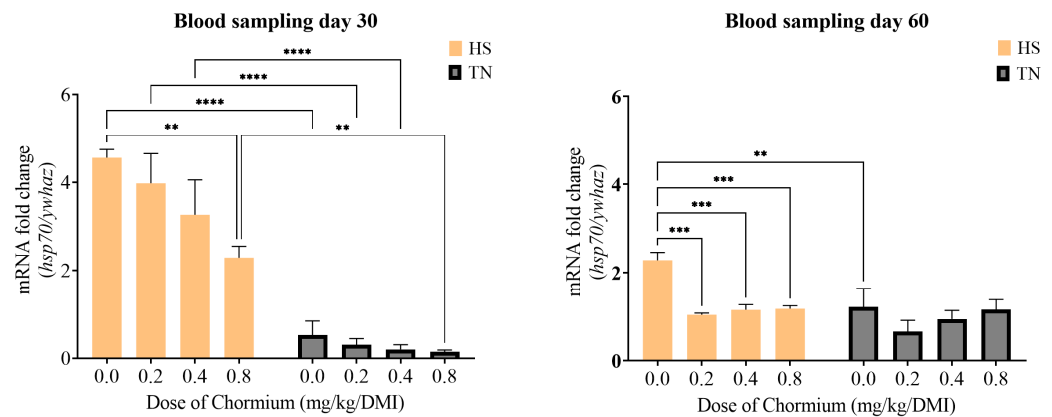 Blood sampling day 30
HS
TN
****
****
****
**
**
6
4
2
0
mRNA fold change
(hsp70/ywhaz)
0.0 0.2 0.4 0.8 0.0 0.2 0.4 0.8
Dose of Chormium (mg/kg/DMI)
Blood sampling day 60
HS
TN
**
***
***
***
6
4
2
0
mRNA fold change
(hsp70/ywhaz)
0.0 0.2 0.4 0.8 0.0 0.2 0.4 0.8
Dose of Chormium (mg/kg/DMI)